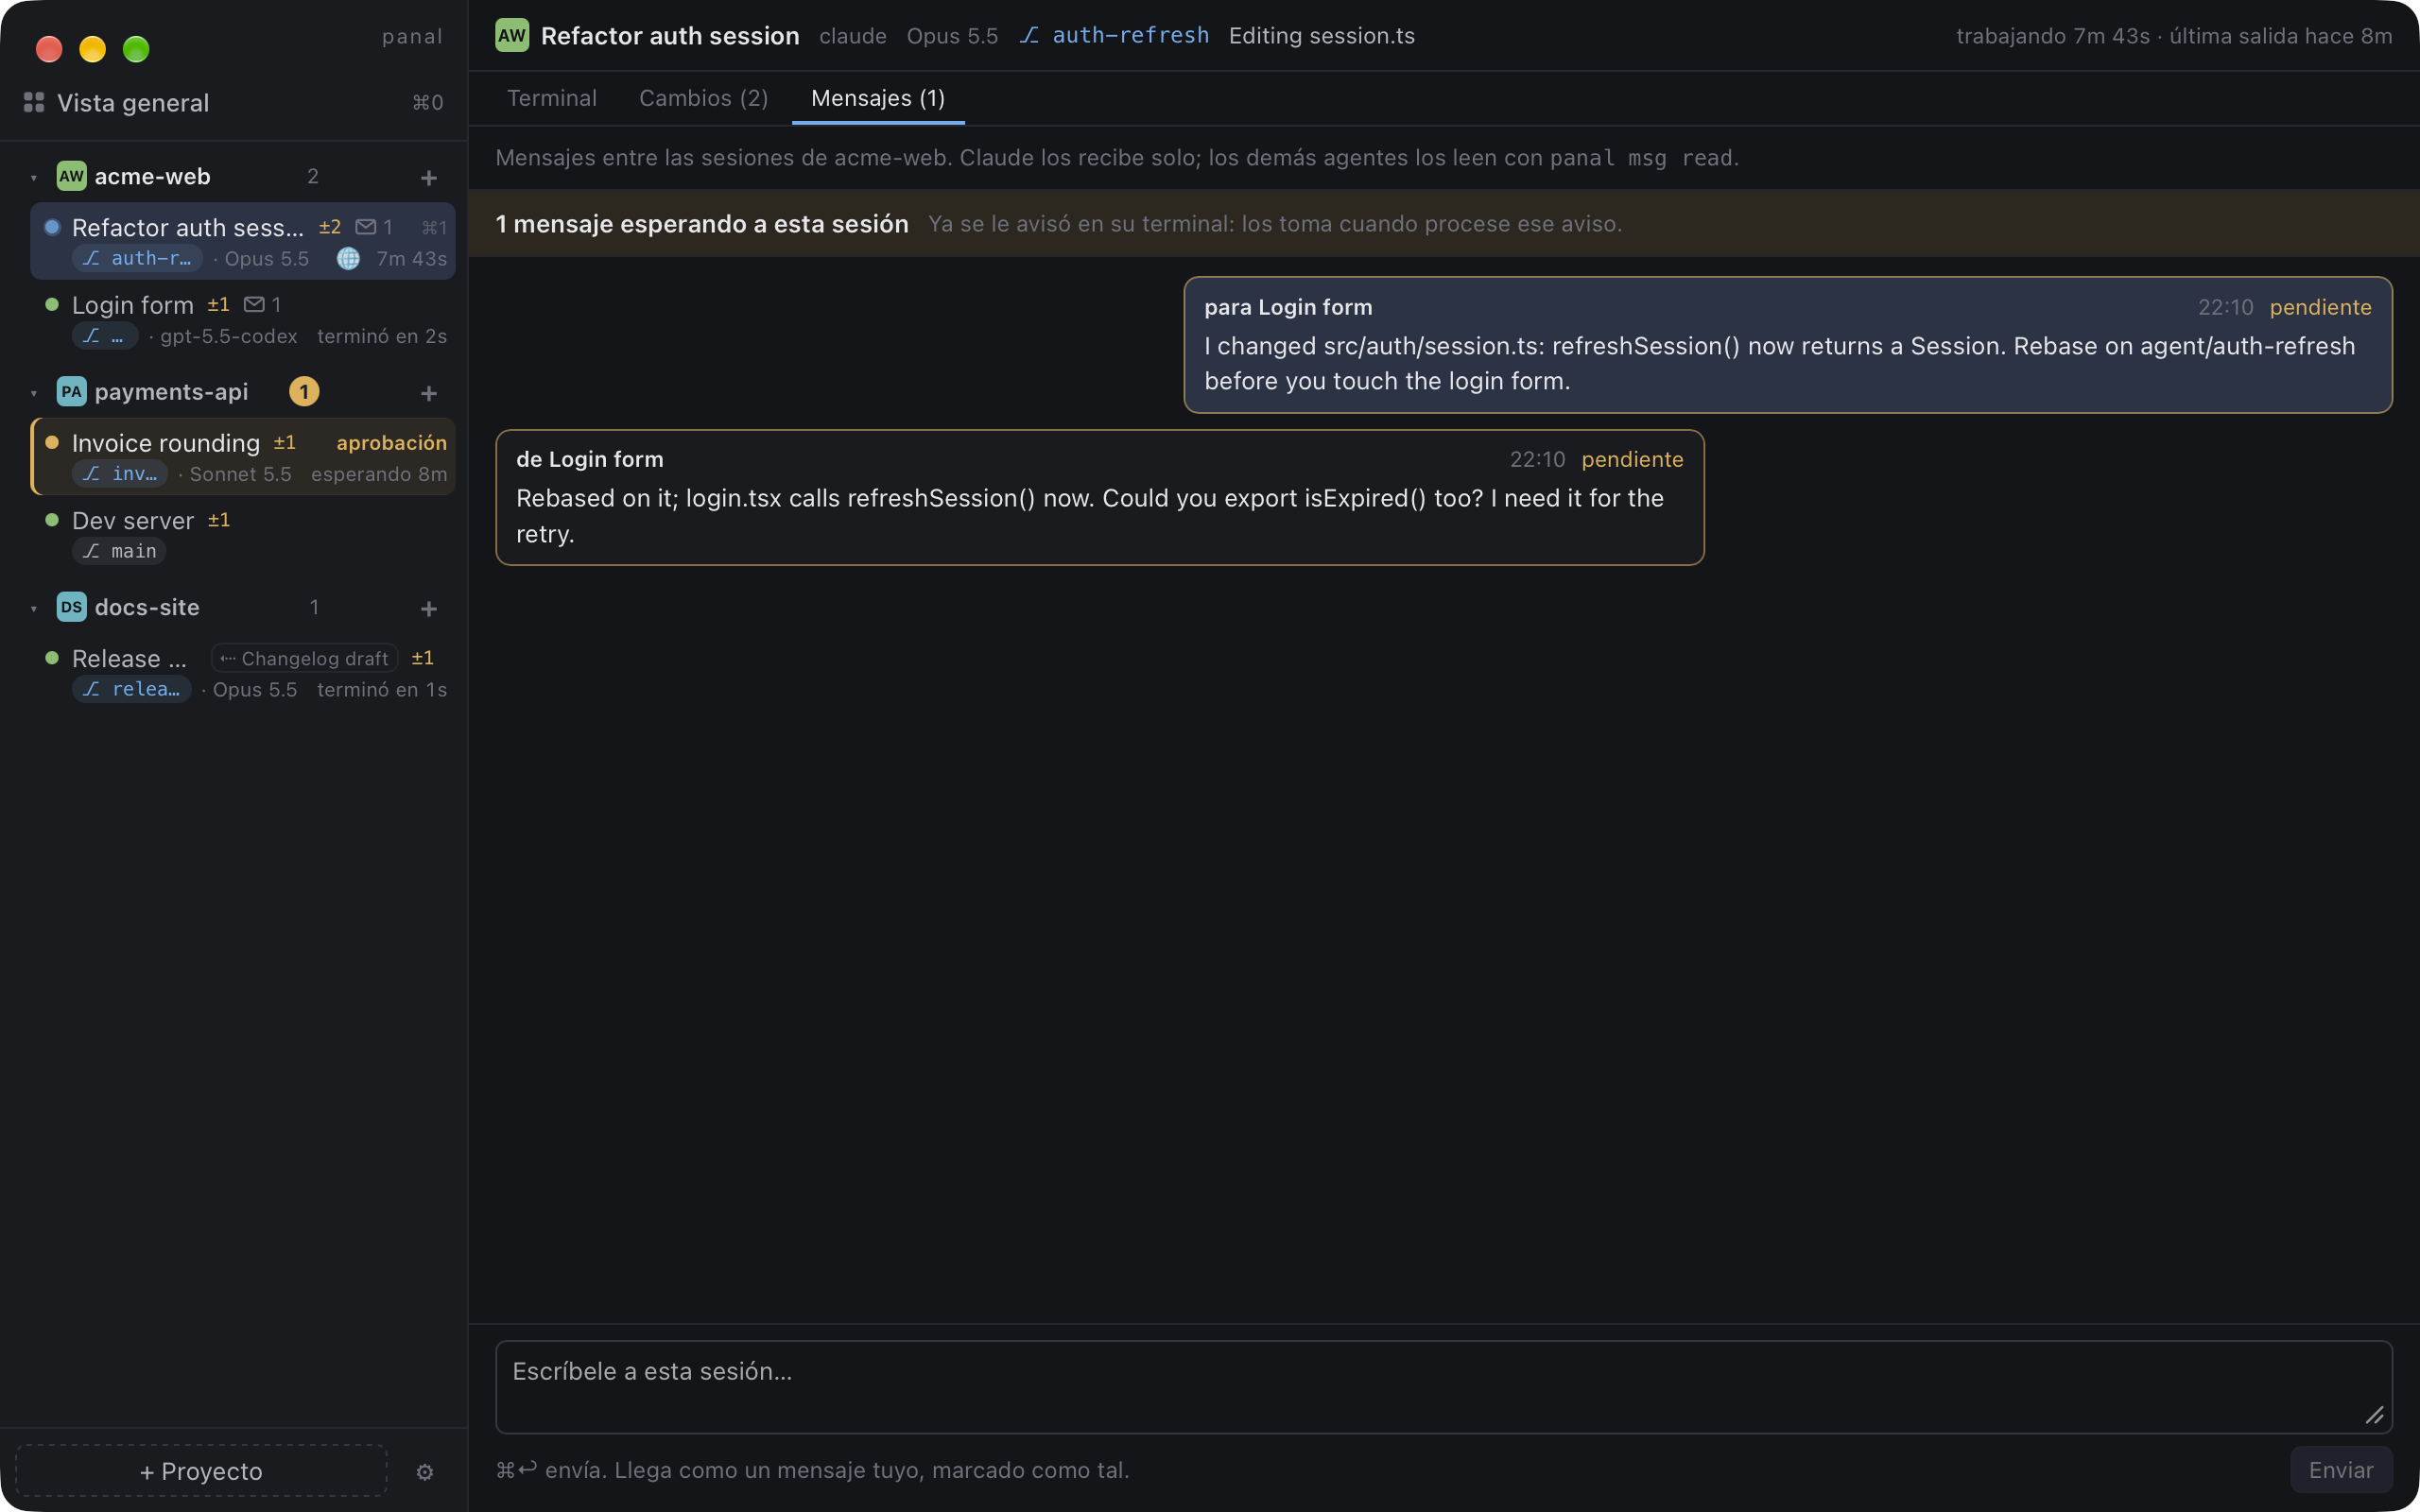 panal
Vista general ⌘0
AW acme-web 2 +
Refactor auth sess... ±2 1 ⌘1
auth-r… · Opus 5.5 7m 43s
Login form ±1 1
… · gpt-5.5-codex terminó en 2s
PA payments-api 1 +
Invoice rounding ±1 aprobación
inv… · Sonnet 5.5 esperando 8m
Dev server ±1
main
DS docs-site 1 +
Release ... Changelog draft ±1
relea… · Opus 5.5 terminó en 1s
+ Proyecto
AW Refactor auth session claude Opus 5.5 auth-refresh Editing session.ts trabajando 7m 43s · última salida hace 8m
Terminal Cambios (2) Mensajes (1)
Mensajes entre las sesiones de acme-web. Claude los recibe solo; los demás agentes los leen con panal msg read.
1 mensaje esperando a esta sesión Ya se le avisó en su terminal: los toma cuando procese ese aviso.
para Login form 22:10 pendiente
I changed src/auth/session.ts: refreshSession() now returns a Session. Rebase on agent/auth-refresh
before you touch the login form.
de Login form 22:10 pendiente
Rebased on it; login.tsx calls refreshSession() now. Could you export isExpired() too? I need it for the
retry.
Escríbele a esta sesión...
⌘↩ envía. Llega como un mensaje tuyo, marcado como tal. Enviar